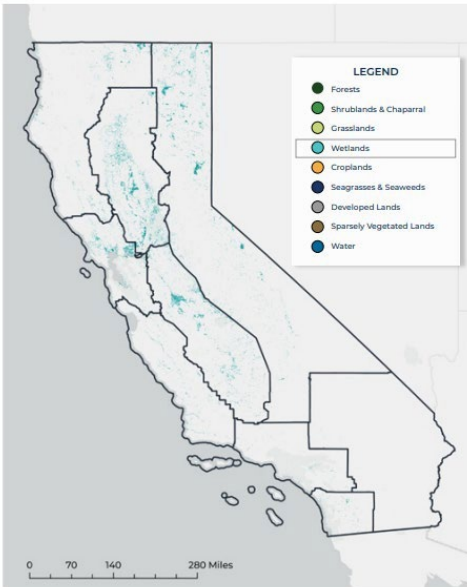 LEGEND
Forests
Shrublands & Chaparral
Grasslands
Wetlands
Croplands
Seagrasses & Seaweeds
Developed Lands
Sparsely Vegetated Lands
Water
0 70 140 280 Miles